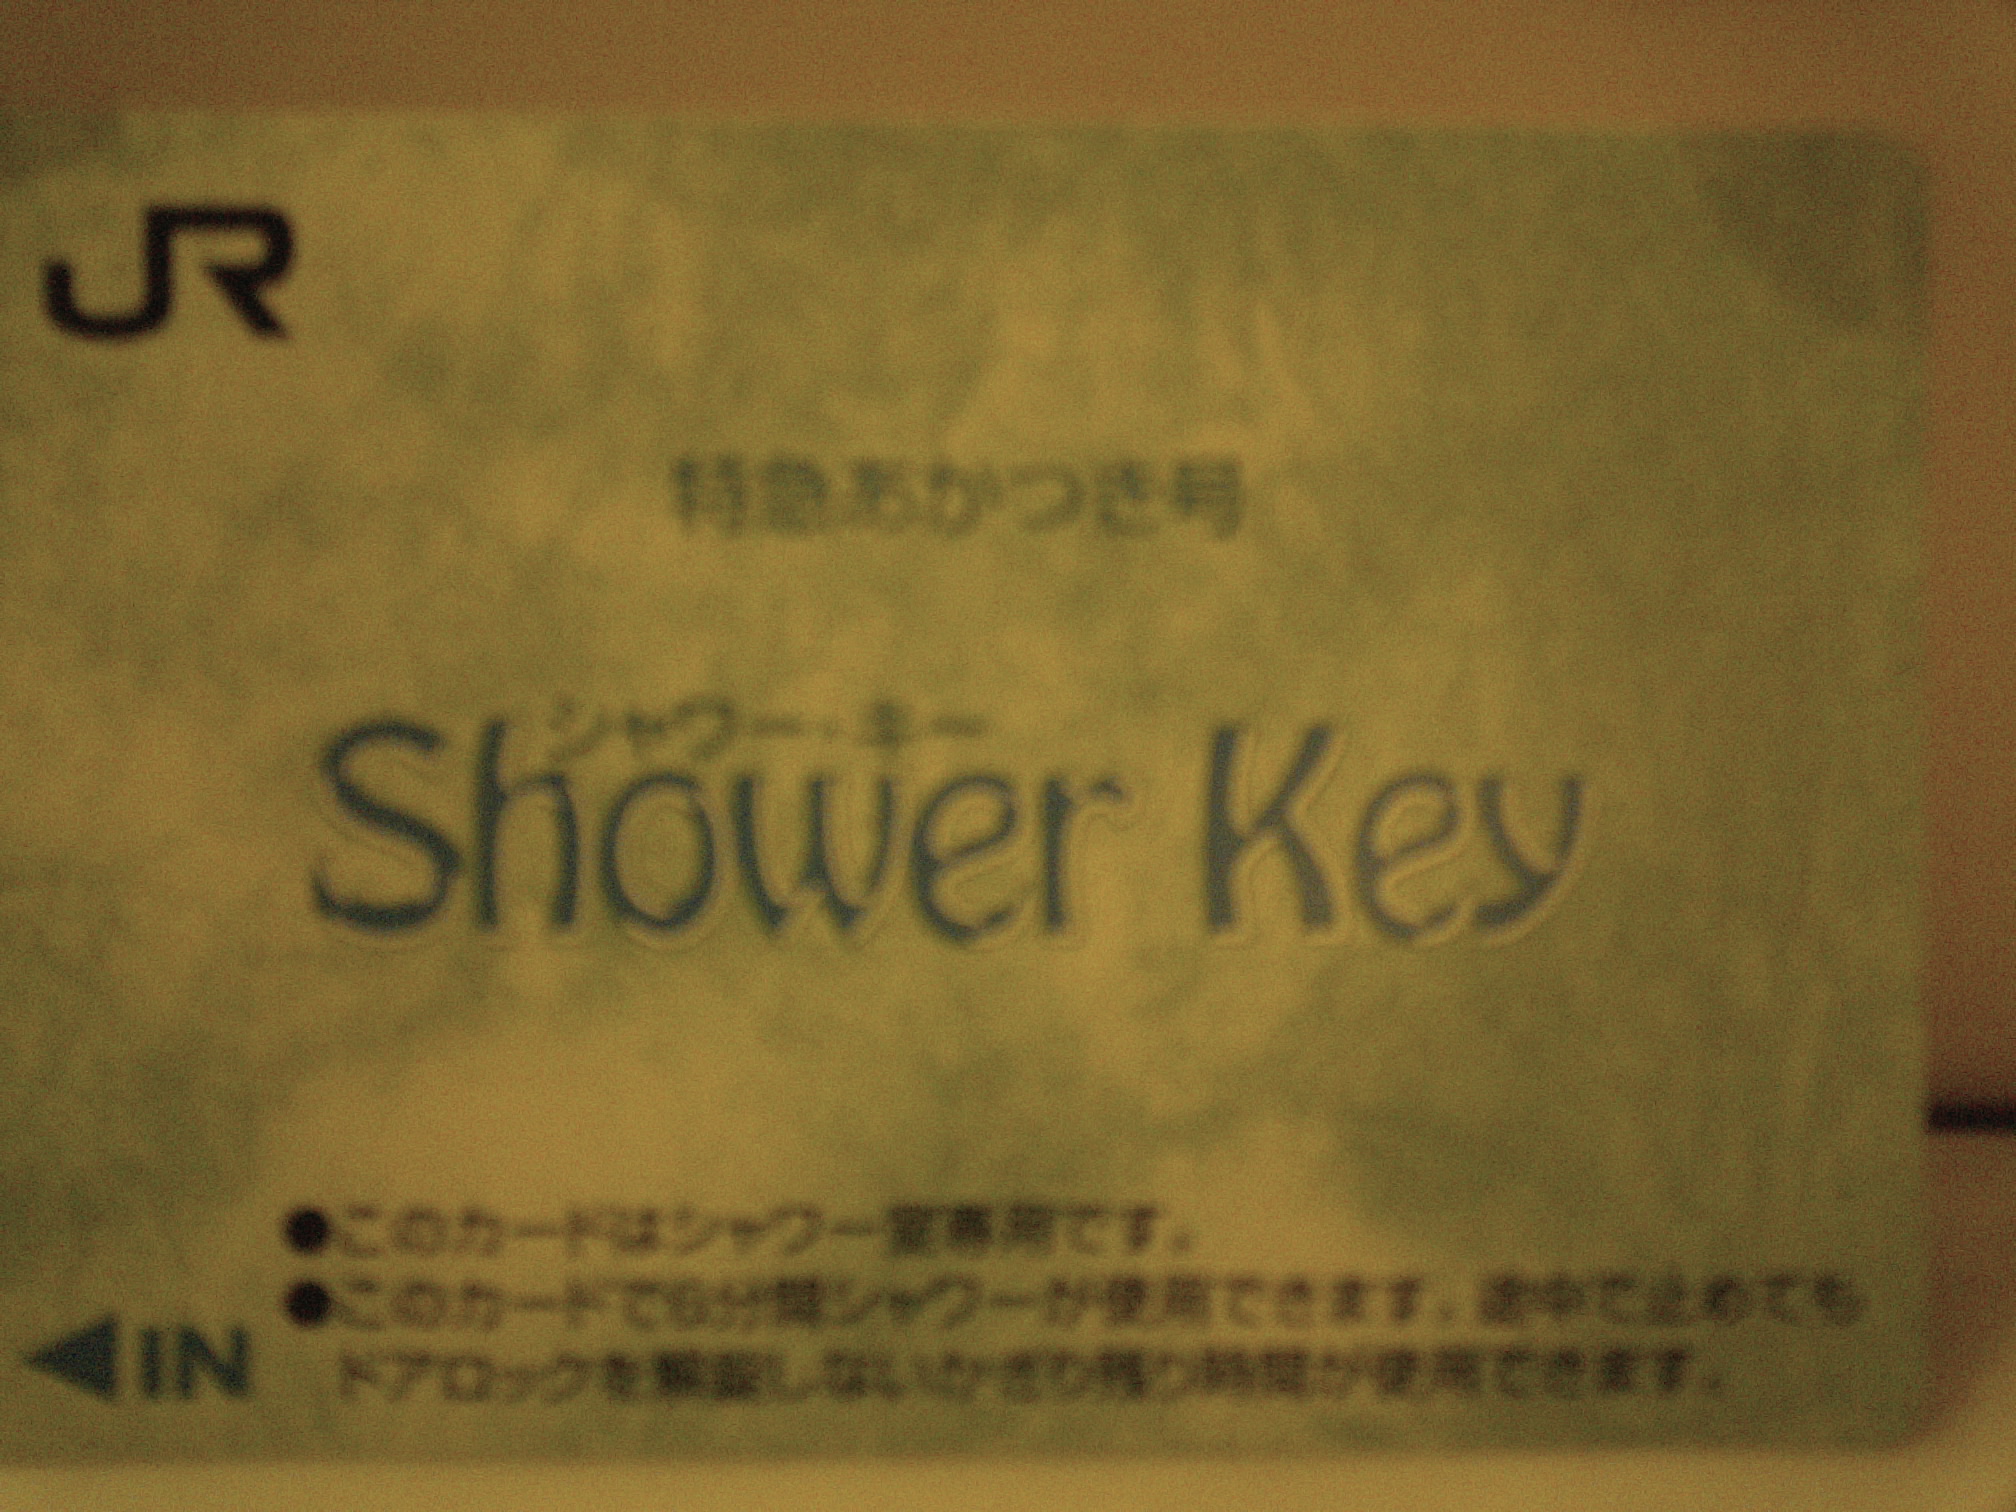 JR
特急あかつき号
シャワー・キー
Shower Key
●このカードはシャワー室専用です。
●このカードで6分間シャワーが使用できます。途中で止めても
ドアロックを解錠しないかぎり残り時間が使用できます。
◀IN